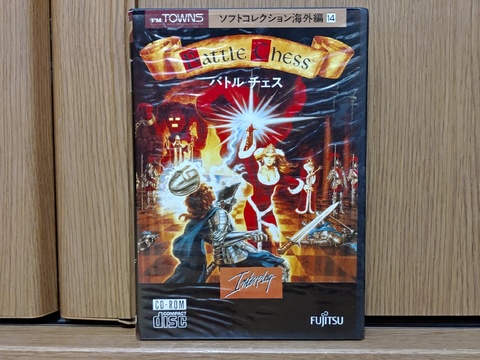 FM TOWNS
ソフトコレクション海外編 14
Battle Chess
バトルチェス
Interplay
CD-ROM
COMPACT
disc
FUJITSU